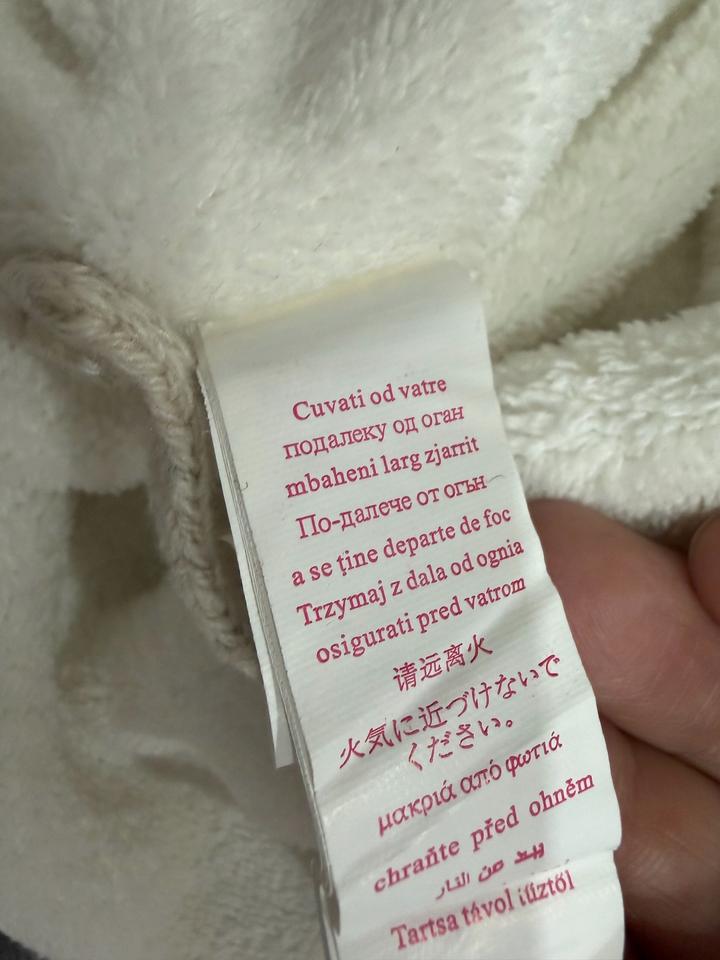 Cuvati od vatre
подалеку од оган
mbaheni larg zjarrit
По-далече от огън
a se ține departe de foc
Trzymaj z dala od ognia
osigurati pred vatrom
请远离火
火気に近づけないで
ください。
μακριά από φωτιά
chraňte před ohněm
من النار
Tartsa távol